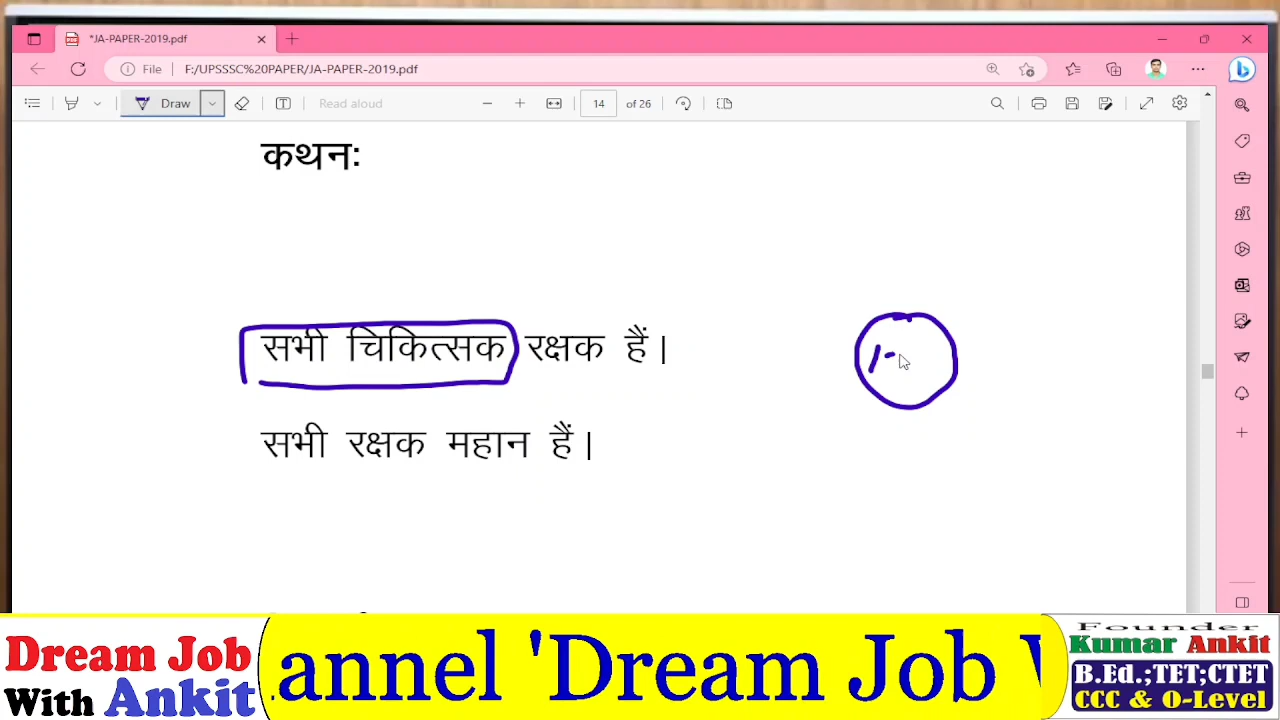 *JA-PAPER-2019.pdf
File F:/UPSSSC%20PAPER/JA-PAPER-2019.pdf
Draw Read aloud 14 of 26
कथनः
सभी चिकित्सक रक्षक हैं।
सभी रक्षक महान हैं।
Dream Job
With Ankit
annel 'Dream Job
Founder
Kumar Ankit
B.Ed.;TET;CTET
CCC & O-Level